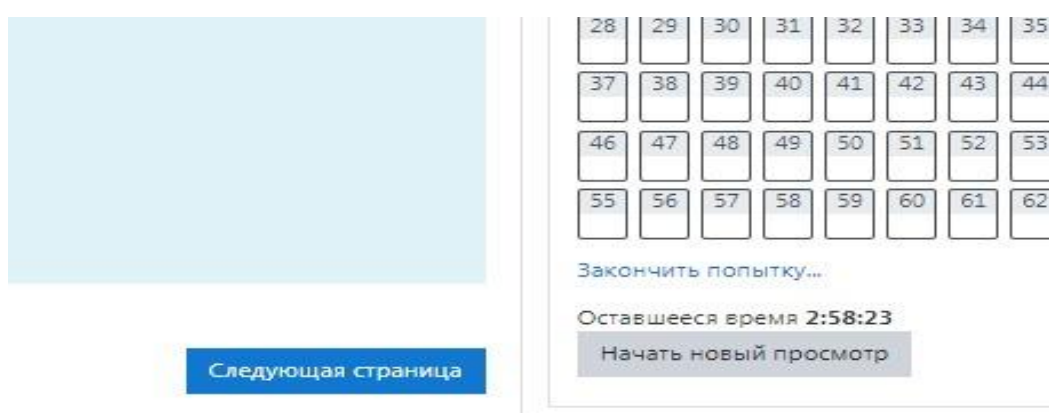 28 29 30 31 32 33 34 35
37 38 39 40 41 42 43 44
46 47 48 49 50 51 52 53
55 56 57 58 59 60 61 62
Закончить попытку...
Оставшееся время 2:58:23
Начать новый просмотр
Следующая страница